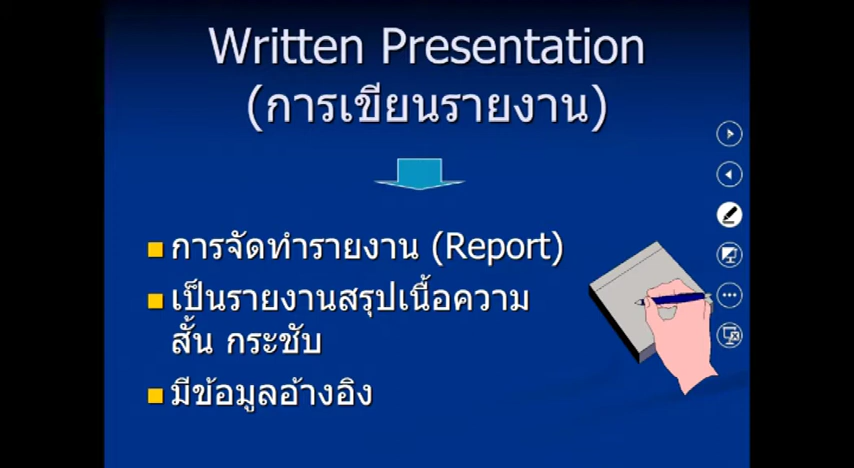 Written Presentation
(การเขียนรายงาน)
การจัดทำรายงาน (Report)
เป็นรายงานสรุปเนื้อความ
สั้น กระชับ
มีข้อมูลอ้างอิง